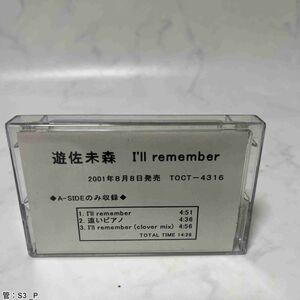 遊佐未森 I'll remember
2001年8月8日発売 TOCT-4316
◆A-SIDEのみ収録◆
1. I'll remember 4:51
2. 遠いピアノ 4:36
3. I'll remember (clover mix) 4:56
TOTAL TIME 14:26
管:S3_P